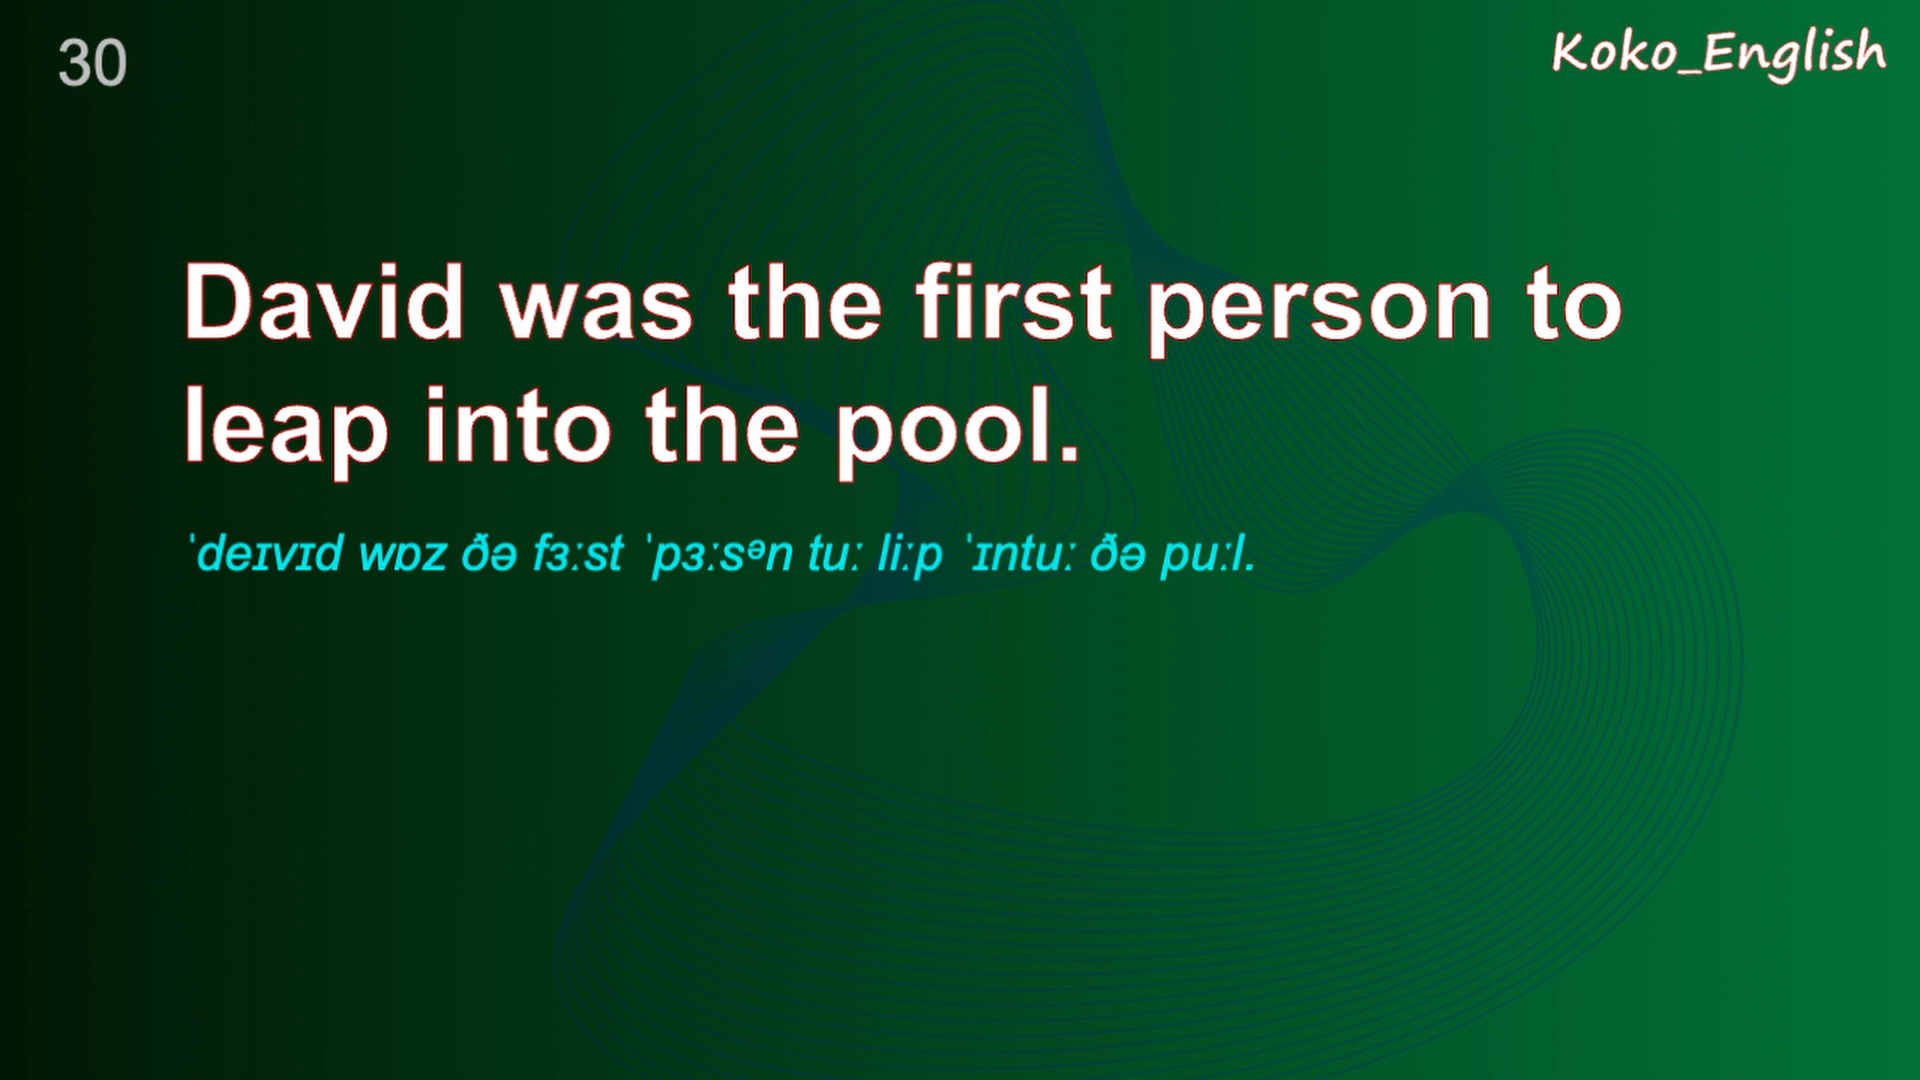 30
Koko_English
David was the first person to
leap into the pool.
ˈdeɪvɪd wɒz ðə fɜːst ˈpɜːsᵊn tuː liːp ˈɪntuː ðə puːl.